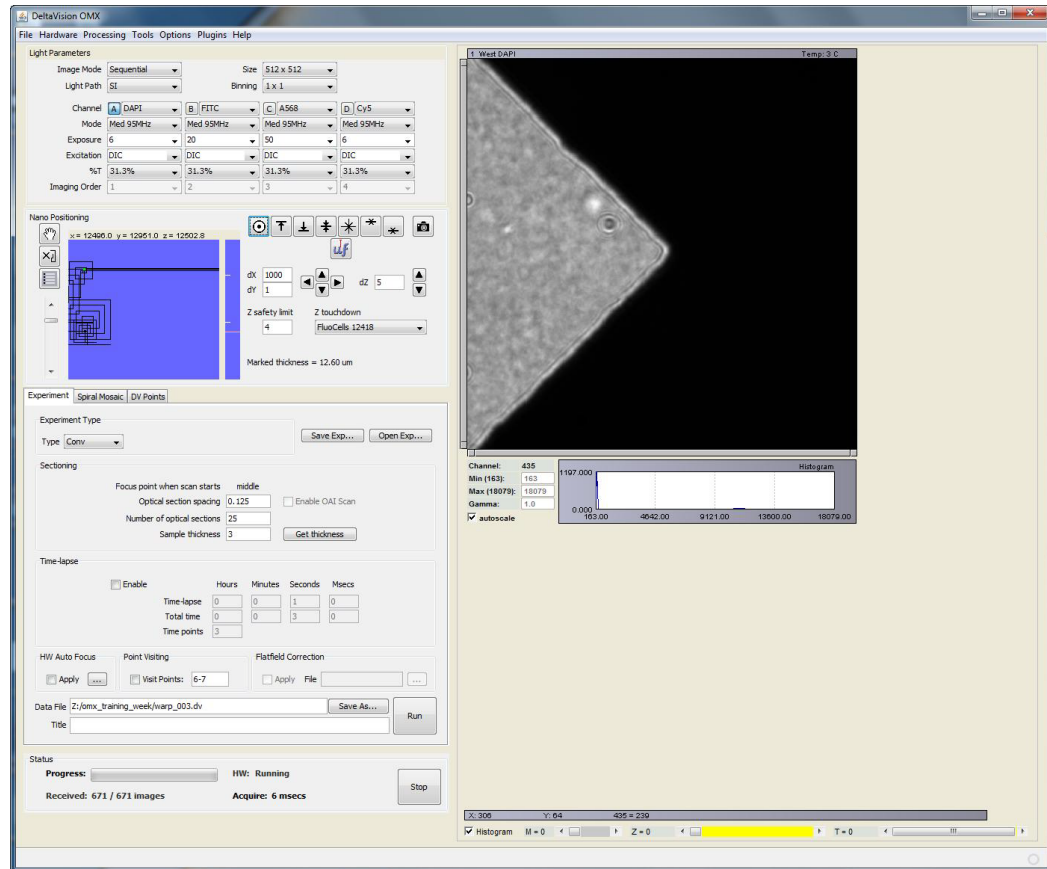 DeltaVision OMX
File Hardware Processing Tools Options Plugins Help
Light Parameters
Image Mode Sequential Size 512 x 512
Light Path SI Binning 1 x 1
Channel A DAPI B FITC C A568 D Cy5
Mode Med 95MHz Med 95MHz Med 95MHz Med 95MHz
Exposure 6 20 50 6
Excitation DIC DIC DIC DIC
%T 31.3% 31.3% 31.3% 31.3%
Imaging Order 1 2 3 4
Nano Positioning
x = 12496.0 y = 12951.0 z = 12502.8
uf
dX 1000
dY 1
dZ 5
Z safety limit Z touchdown
4 FluoCells 12418
Marked thickness = 12.60 um
Experiment Spiral Mosaic DV Points
Experiment Type
Type Conv Save Exp... Open Exp...
Sectioning
Focus point when scan starts middle
Optical section spacing 0.125 Enable OAI Scan
Number of optical sections 25
Sample thickness 3 Get thickness
Time-lapse
Enable Hours Minutes Seconds Msecs
Time-lapse 0 0 1 0
Total time 0 0 3 0
Time points 3
HW Auto Focus Point Visiting Flatfield Correction
Apply ... Visit Points: 6-7 Apply File ...
Data File Z:/omx_training_week/warp_003.dv Save As...
Title
Run
Status
Progress: HW: Running
Received: 671 / 671 images Acquire: 6 msecs
Stop
1 West DAPI Temp: 3 C
Channel: 435
Min (163): 163
Max (18079): 18079
Gamma: 1.0
autoscale
Histogram
1197.000
0.000
163.00 4642.00 9121.00 13600.00 18079.00
X: 306 Y: 64 435 = 239
Histogram M = 0 Z = 0 T = 0